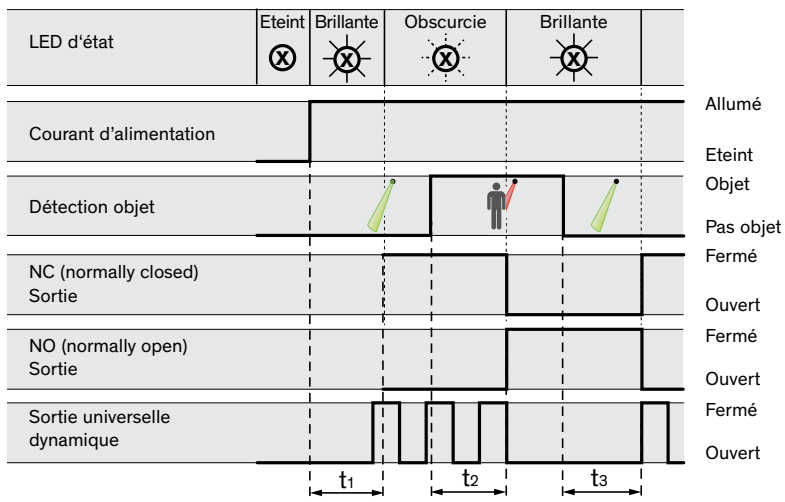 LED d‘état
Eteint
Brillante
Obscurcie
Brillante
X
X
X
X
Courant d’alimentation
Allumé
Eteint
Détection objet
Objet
Pas objet
NC (normally closed)
Sortie
Fermé
Ouvert
NO (normally open)
Sortie
Fermé
Ouvert
Sortie universelle
dynamique
Fermé
Ouvert
t1
t2
t3